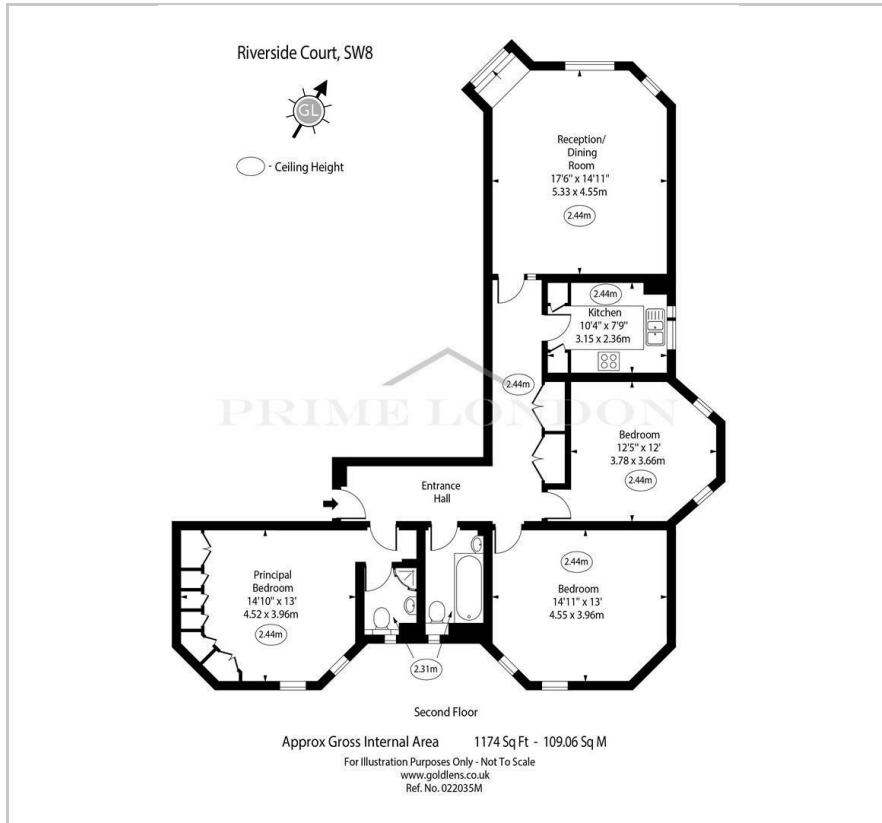 Riverside Court, SW8
GL
- Ceiling Height
Reception/
Dining
Room
17'6" x 14'11"
5.33 x 4.55m
2.44m
2.44m
Kitchen
10'4" x 7'9"
3.15 x 2.36m
2.44m
PRIME LONDON
Bedroom
12'5" x 12'
3.78 x 3.66m
2.44m
Entrance
Hall
Principal
Bedroom
14'10" x 13'
4.52 x 3.96m
2.44m
2.44m
Bedroom
14'11" x 13'
4.55 x 3.96m
2.31m
Second Floor
Approx Gross Internal Area 1174 Sq Ft - 109.06 Sq M
For Illustration Purposes Only - Not To Scale
www.goldlens.co.uk
Ref. No. 022035M